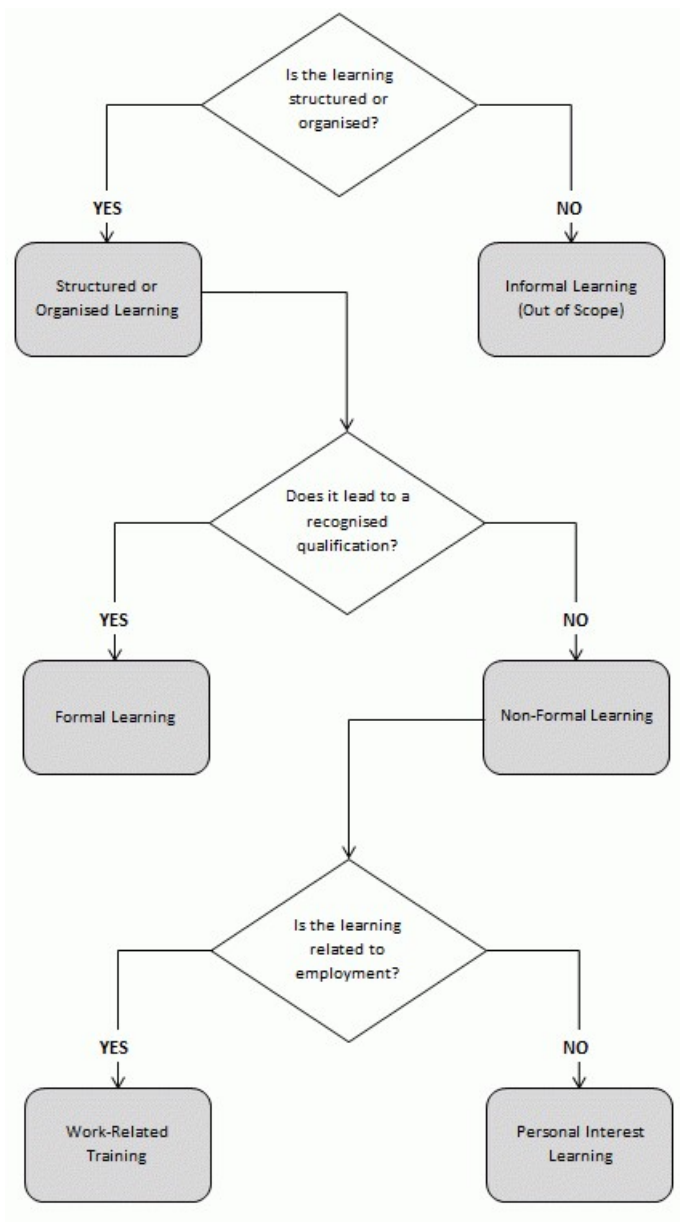 Is the learning
structured or
organised?
YES
NO
Structured or
Organised Learning
Informal Learning
(Out of Scope)
Does it lead to a
recognised
qualification?
YES
NO
Formal Learning
Non-Formal Learning
Is the learning
related to
employment?
YES
NO
Work-Related
Training
Personal Interest
Learning